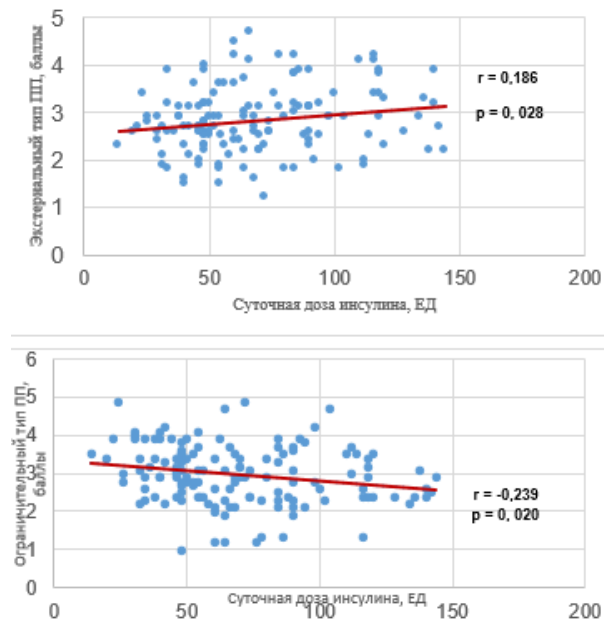 5
4
3
2
1
0
Экстернальный тип ПП, баллы
r = 0,186
p = 0, 028
0 50 100 150 200
Суточная доза инсулина, ЕД
6
5
4
3
2
1
0
Ограничительный тип ПП,
баллы
r = -0,239
p = 0, 020
Суточная доза инсулина, ЕД
0 50 100 150 200